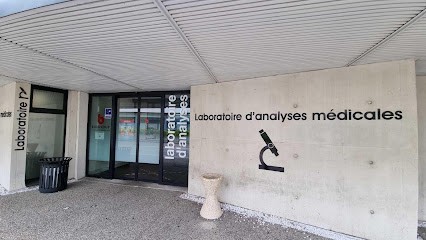 Laboratoire
laboratoire
d'analyses
Laboratoire d'analyses médicales